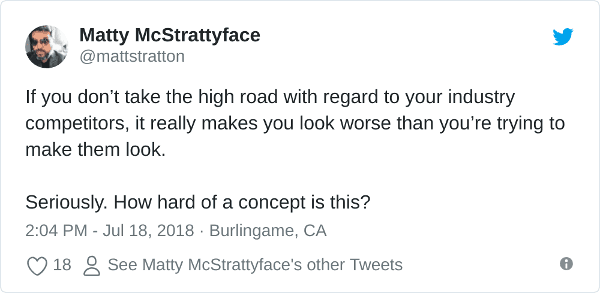 Matty McStrattyface
@mattstratton
If you don’t take the high road with regard to your industry
competitors, it really makes you look worse than you’re trying to
make them look.
Seriously. How hard of a concept is this?
2:04 PM - Jul 18, 2018 · Burlingame, CA
18 See Matty McStrattyface's other Tweets